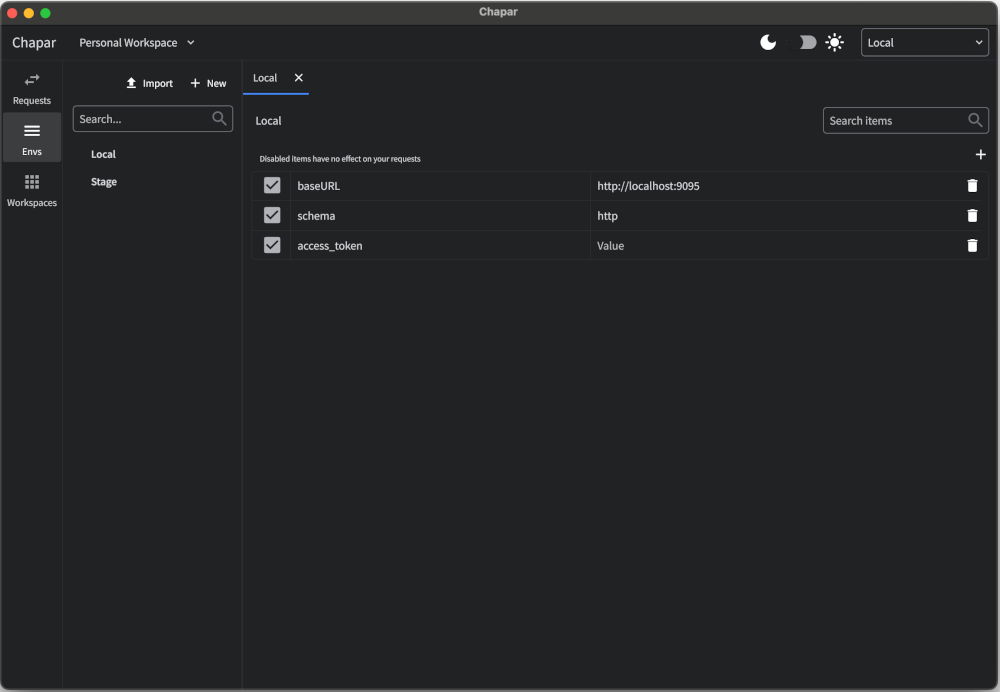 Chapar
Chapar
Personal Workspace
Local
Requests
Envs
Workspaces
Import
New
Search...
Local
Stage
Local
Local
Search items
Disabled items have no effect on your requests
baseURL http://localhost:9095
schema http
access_token Value